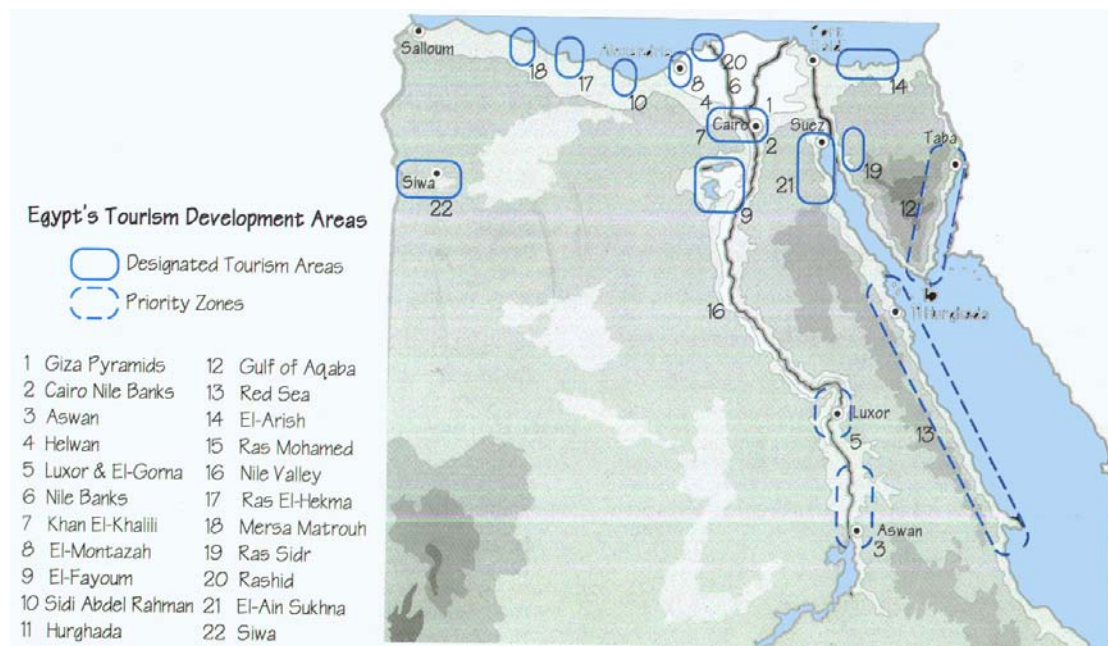 Salloum
Alexandria
Port
Said
18
17
10
8
20
6
4
1
14
Cairo
7
2
Suez
Taba
19
21
12
Siwa
22
9
Egypt's Tourism Development Areas
Designated Tourism Areas
Priority Zones
16
11 Hurghada
Luxor
5
13
Aswan
3
1 Giza Pyramids
2 Cairo Nile Banks
3 Aswan
4 Helwan
5 Luxor & El-Gorna
6 Nile Banks
7 Khan El-Khalili
8 El-Montazah
9 El-Fayoum
10 Sidi Abdel Rahman
11 Hurghada
12 Gulf of Aqaba
13 Red Sea
14 El-Arish
15 Ras Mohamed
16 Nile Valley
17 Ras El-Hekma
18 Mersa Matrouh
19 Ras Sidr
20 Rashid
21 El-Ain Sukhna
22 Siwa